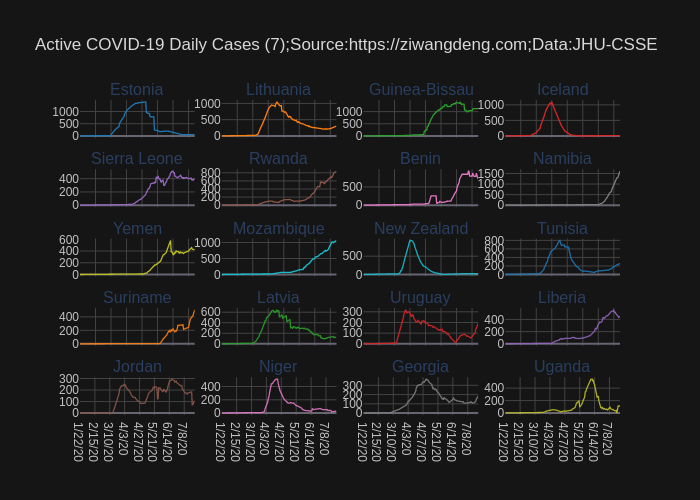 Active COVID-19 Daily Cases (7);Source:https://ziwangdeng.com;Data:JHU-CSSE
Estonia Lithuania Guinea-Bissau Iceland
1000 1000 1000 1000
500 500 500 500
0 0 0 0
Sierra Leone Rwanda Benin Namibia
400 800 500 1500
200 600 0 1000
0 400 500
200 0
0
Yemen Mozambique New Zealand Tunisia
600 1000 500 800
400 500 0 600
200 0 400
0 200
0
Suriname Latvia Uruguay Liberia
400 600 300 400
200 400 200 200
0 200 100 0
0 0
Jordan Niger Georgia Uganda
300 400 300 400
200 200 200 200
100 0 100 0
0 0
1/22/20 2/15/20 3/10/20 4/3/20 4/27/20 5/21/20 6/14/20 7/8/20
1/22/20 2/15/20 3/10/20 4/3/20 4/27/20 5/21/20 6/14/20 7/8/20
1/22/20 2/15/20 3/10/20 4/3/20 4/27/20 5/21/20 6/14/20 7/8/20
1/22/20 2/15/20 3/10/20 4/3/20 4/27/20 5/21/20 6/14/20 7/8/20